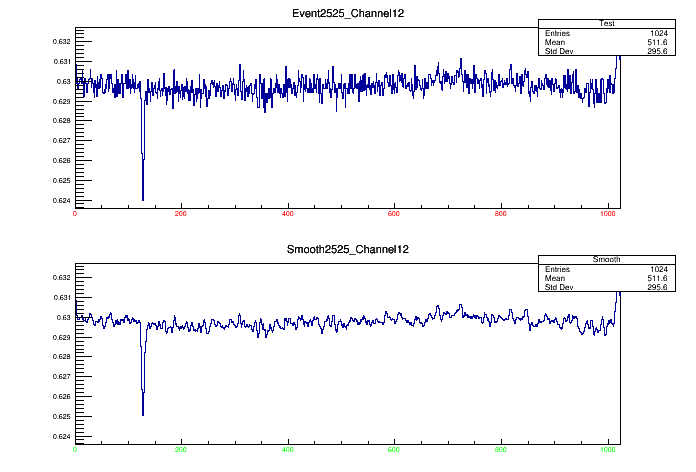 Event2525_Channel12
Test
Entries 1024
Mean 511.6
Std Dev 295.6
0.632
0.631
0.63
0.629
0.628
0.627
0.626
0.625
0.624
0 200 400 600 800 1000
Smooth2525_Channel12
Smooth
Entries 1024
Mean 511.6
Std Dev 295.6
0.632
0.631
0.63
0.629
0.628
0.627
0.626
0.625
0.624
0 200 400 600 800 1000